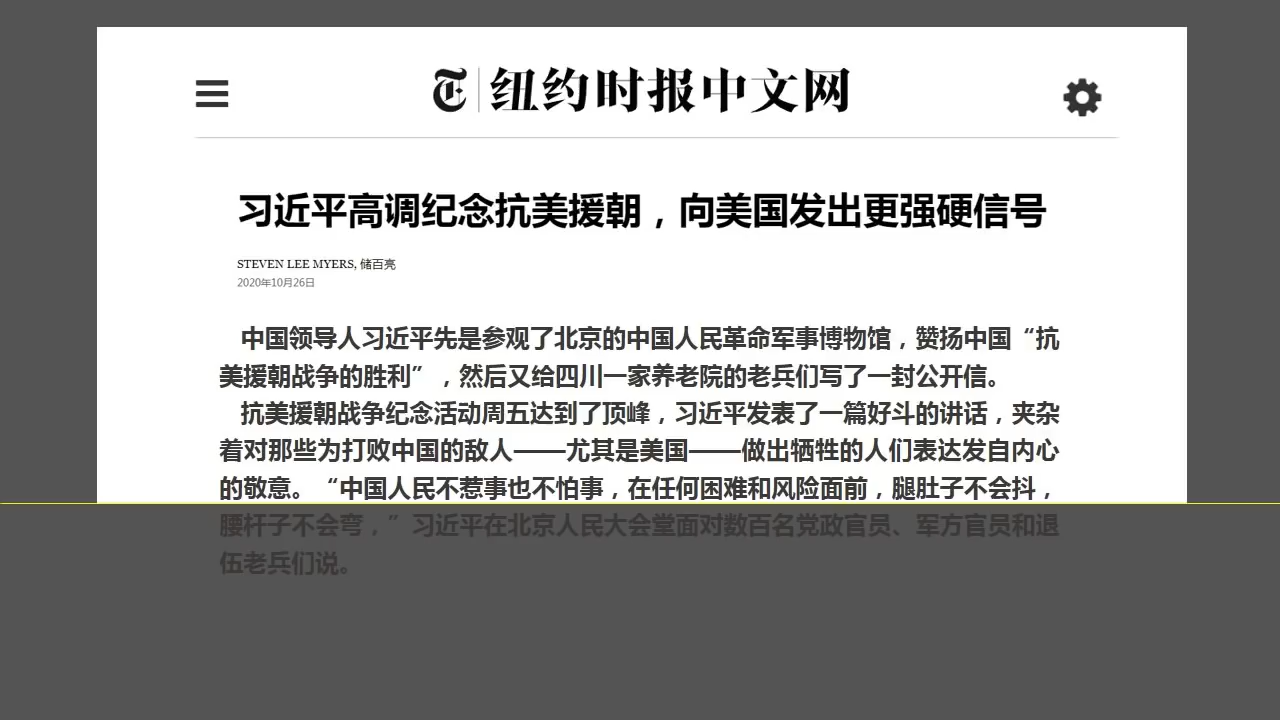 纽约时报中文网
习近平高调纪念抗美援朝，向美国发出更强硬信号
STEVEN LEE MYERS, 储百亮
2020年10月26日
中国领导人习近平先是参观了北京的中国人民革命军事博物馆，赞扬中国“抗
美援朝战争的胜利”，然后又给四川一家养老院的老兵们写了一封公开信。
抗美援朝战争纪念活动周五达到了顶峰，习近平发表了一篇好斗的讲话，夹杂
着对那些为打败中国的敌人——尤其是美国——做出牺牲的人们表达发自内心
的敬意。“中国人民不惹事也不怕事，在任何困难和风险面前，腿肚子不会抖，
腰杆子不会弯，”习近平在北京人民大会堂面对数百名党政官员、军方官员和退
伍老兵们说。